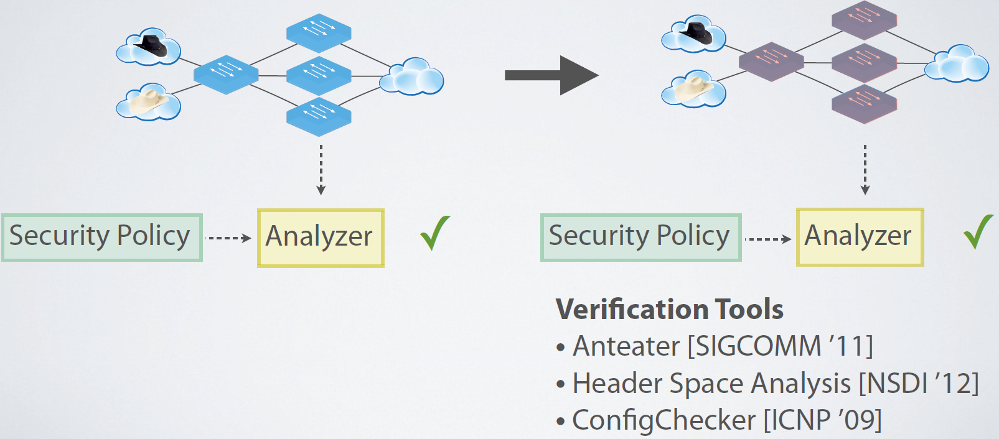 Security Policy
Analyzer
Security Policy
Analyzer
Verification Tools
• Anteater [SIGCOMM ’11]
• Header Space Analysis [NSDI ’12]
• ConfigChecker [ICNP ’09]